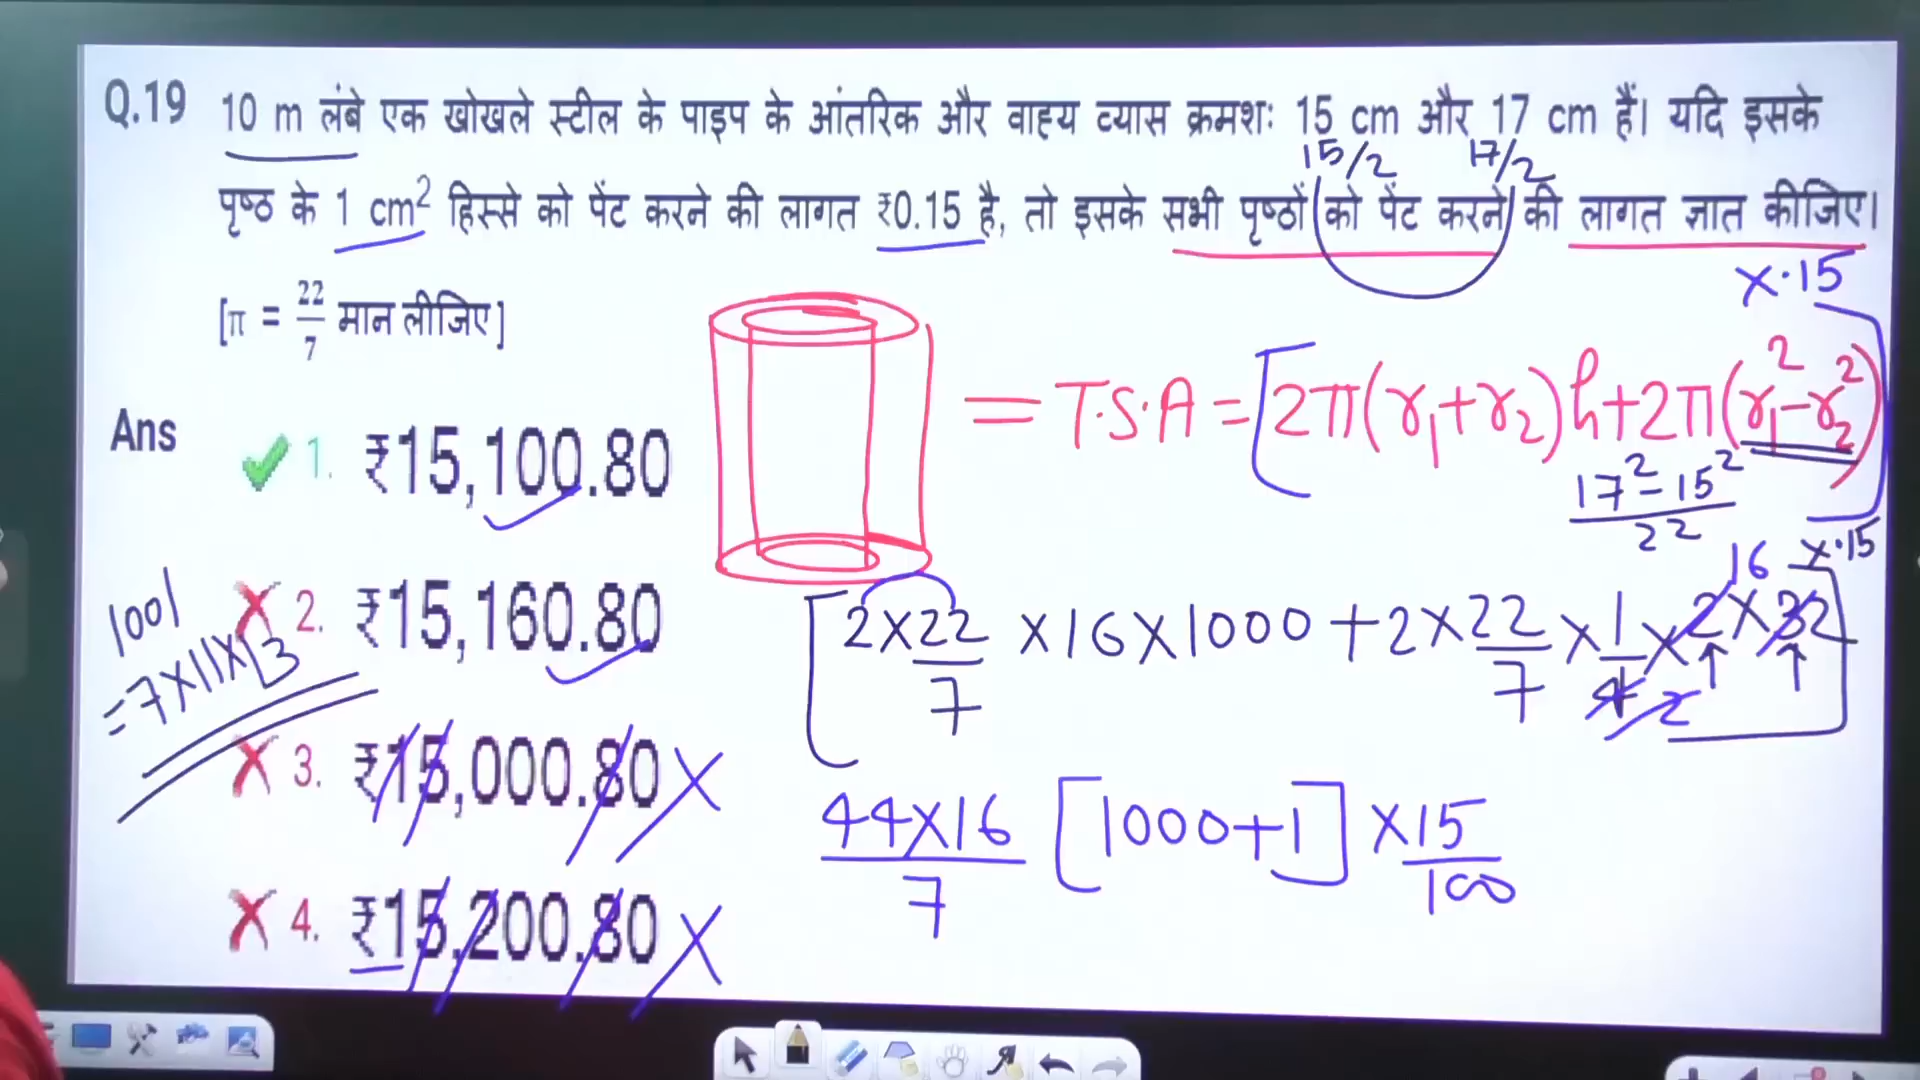 Q.19 10 m लंबे एक खोखले स्टील के पाइप के आंतरिक और वाह्य व्यास क्रमशः 15 cm और 17 cm हैं। यदि इसके
15/2 17/2
पृष्ठ के 1 cm² हिस्से को पेंट करने की लागत ₹0.15 है, तो इसके सभी पृष्ठों को पेंट करने की लागत ज्ञात कीजिए।
×.15
[π = 22/7 मान लीजिए]
= T.S.A = [2π(r₁+r₂)h+2π(r₁²-r₂²)
Ans
1. ₹15,100.80
17²-15²
2²
×.15
16
[2×22/7 ×16×1000+2×22/7×1/4×2×32]
2
1001
=7×11×13
2. ₹15,160.80
3. ₹15,000.80 ×
44×16/7 [1000+1] ×15/100
4. ₹15,200.80 ×